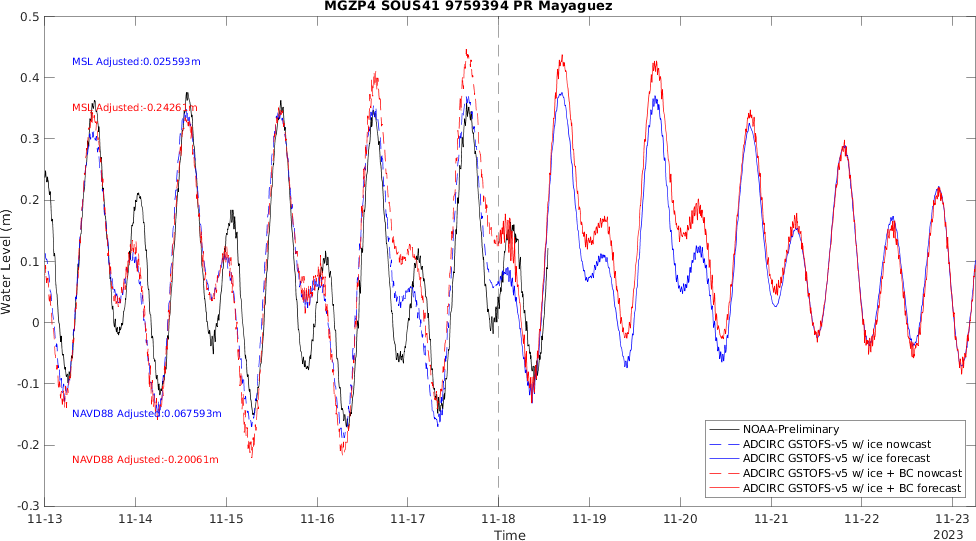 MGZP4 SOUS41 9759394 PR Mayaguez
0.5
0.4
0.3
0.2
0.1
0
-0.1
-0.2
-0.3
Water Level (m)
MSL Adjusted:0.025593m
MSL Adjusted:-0.24261m
NAVD88 Adjusted:0.067593m
NAVD88 Adjusted:-0.20061m
NOAA-Preliminary
ADCIRC GSTOFS-v5 w/ ice nowcast
ADCIRC GSTOFS-v5 w/ ice forecast
ADCIRC GSTOFS-v5 w/ ice + BC nowcast
ADCIRC GSTOFS-v5 w/ ice + BC forecast
11-13 11-14 11-15 11-16 11-17 11-18 11-19 11-20 11-21 11-22 11-23
Time
2023